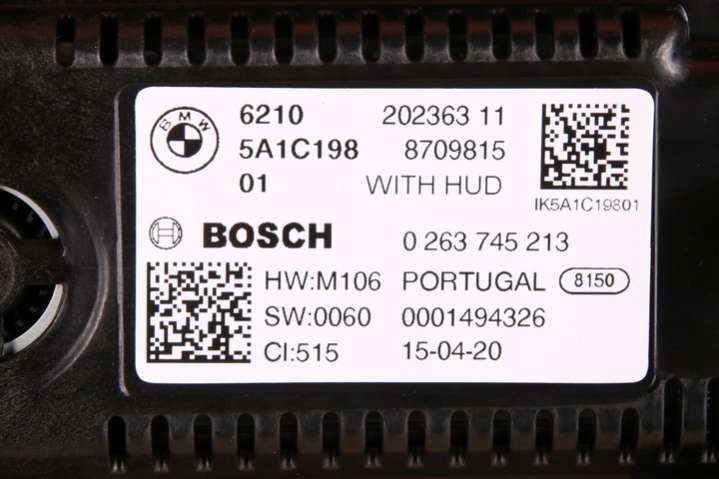 BMW
6210 202363 11
5A1C198 8709815
01 WITH HUD
IK5A1C19801
BOSCH 0 263 745 213
HW:M106 PORTUGAL 8150
SW:0060 0001494326
CI:515 15-04-20